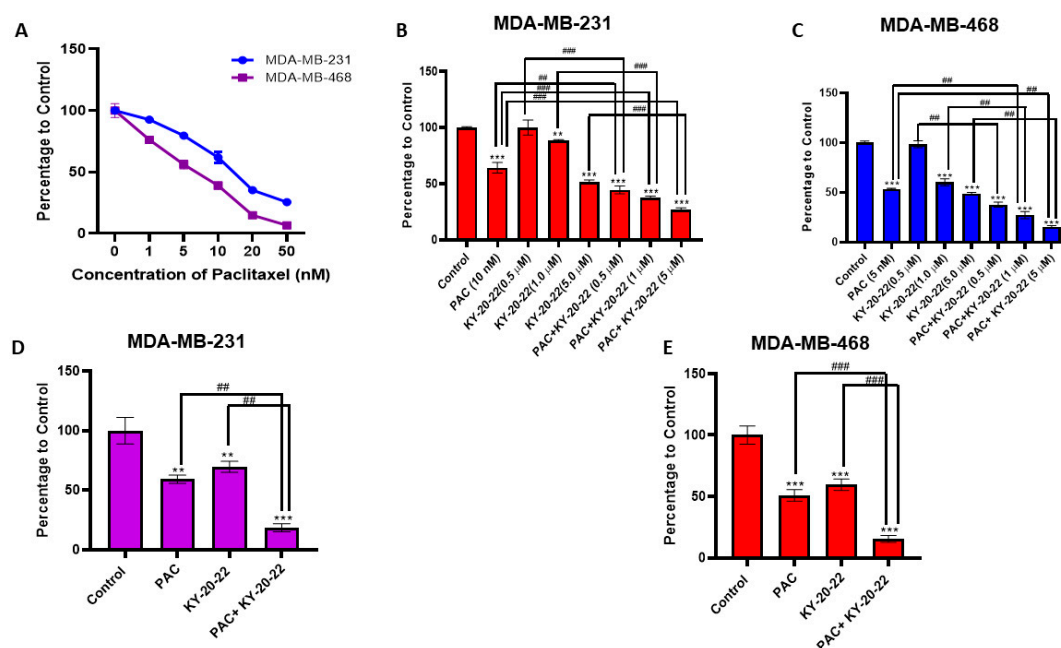 A
150
100
50
0
Percentage to Control
MDA-MB-231
MDA-MB-468
0 1 5 10 20 50
Concentration of Paclitaxel (nM)
B
MDA-MB-231
150
100
50
0
Percentage to Control
###
###
##
###
###
###
***
**
***
***
***
***
Control
PAC (10 nM)
KY-20-22(0.5 μM)
KY-20-22(1.0 μM)
KY-20-22(5.0 μM)
PAC+KY-20-22 (0.5 μM)
PAC+KY-20-22 (1 μM)
PAC+ KY-20-22 (5 μM)
C
MDA-MB-468
150
100
50
0
Percentage to Control
##
##
##
##
##
***
***
***
***
***
***
Control
PAC (5 nM)
KY-20-22(0.5 μM)
KY-20-22(1.0 μM)
KY-20-22(5.0 μM)
PAC+KY-20-22 (0.5 μM)
PAC+KY-20-22 (1 μM)
PAC+ KY-20-22 (5 μM)
D
MDA-MB-231
150
100
50
0
Percentage to Control
##
##
**
**
***
Control
PAC
KY-20-22
PAC+ KY-20-22
E
MDA-MB-468
150
100
50
0
Percentage to Control
###
###
***
***
***
Control
PAC
KY-20-22
PAC+ KY-20-22